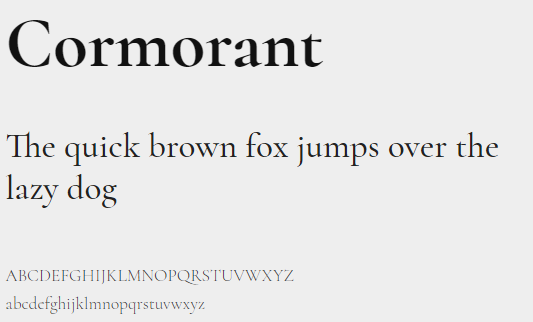 Cormorant
The quick brown fox jumps over the
lazy dog
ABCDEFGHIJKLMNOPQRSTUVWXYZ
abcdefghijklmnopqrstuvwxyz